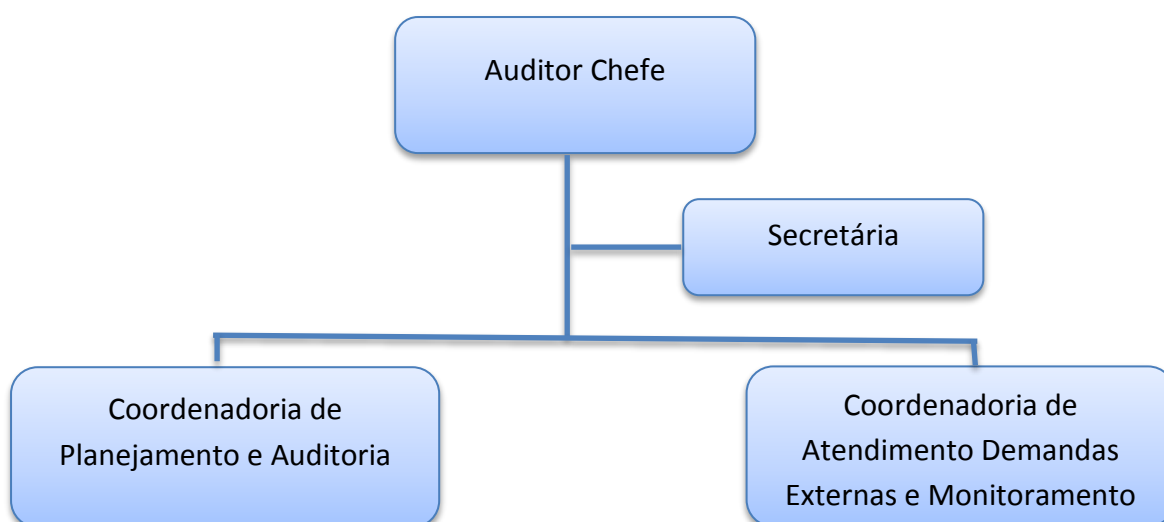 Auditor Chefe
Secretária
Coordenadoria de
Planejamento e Auditoria
Coordenadoria de
Atendimento Demandas
Externas e Monitoramento